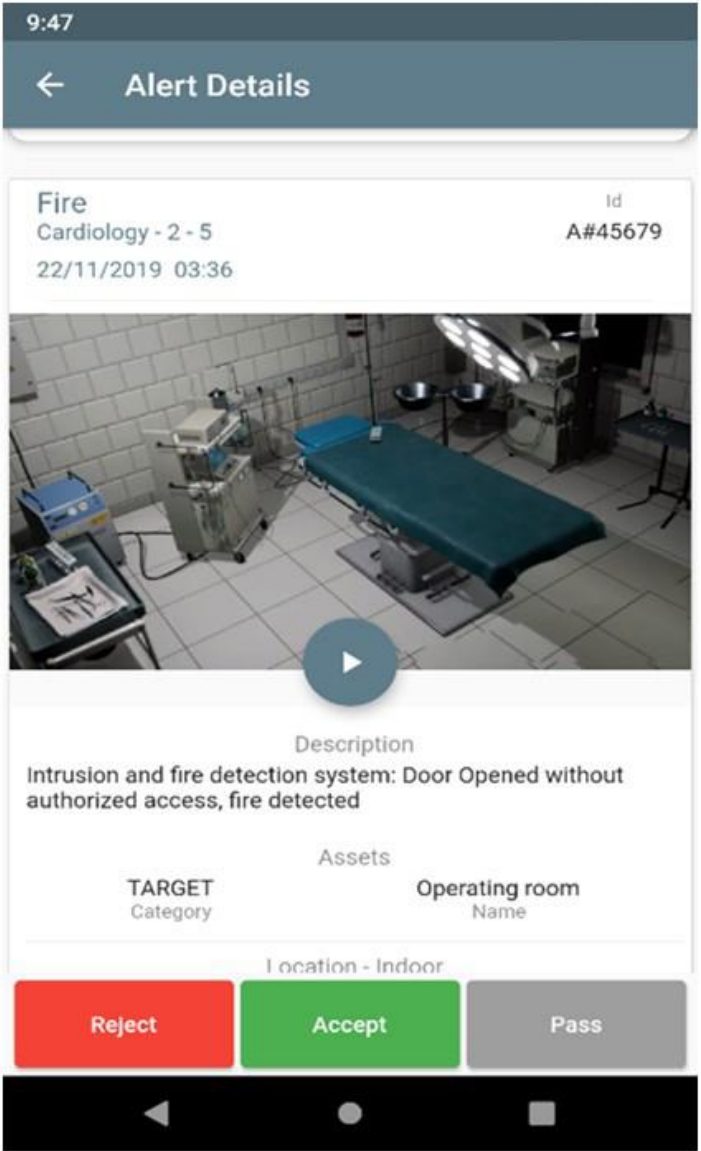 9:47
Alert Details
Fire
Id
Cardiology - 2 - 5
A#45679
22/11/2019 03:36
Description
Intrusion and fire detection system: Door Opened without
authorized access, fire detected
Assets
TARGET
Operating room
Category
Name
Location - Indoor
Reject
Accept
Pass